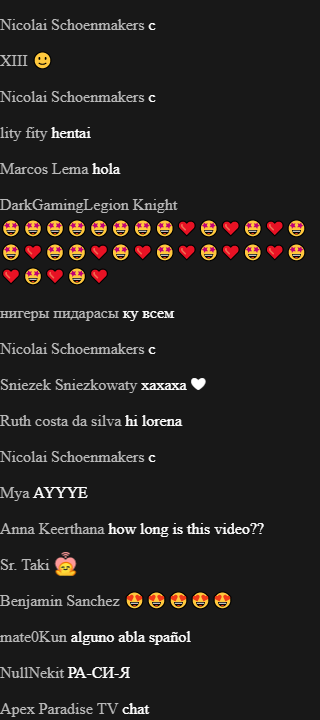 Nicolai Schoenmakers c
XIII 🙂
Nicolai Schoenmakers c
lity fity hentai
Marcos Lema hola
DarkGamingLegion Knight
🤩🤩🤩🤩🤩🤩🤩🤩❤🤩❤🤩❤🤩
🤩❤🤩🤩❤🤩❤🤩❤🤩❤🤩❤🤩
❤🤩❤🤩❤
нигеры пидарасы ку всем
Nicolai Schoenmakers c
Sniezek Sniezkowaty xaxaxa 🤍
Ruth costa da silva hi lorena
Nicolai Schoenmakers c
Mya AYYYE
Anna Keerthana how long is this video??
Sr. Taki
Benjamin Sanchez 😍😍😍😍😍
mate0Kun alguno abla spañol
NullNekit РА-СИ-Я
Apex Paradise TV chat